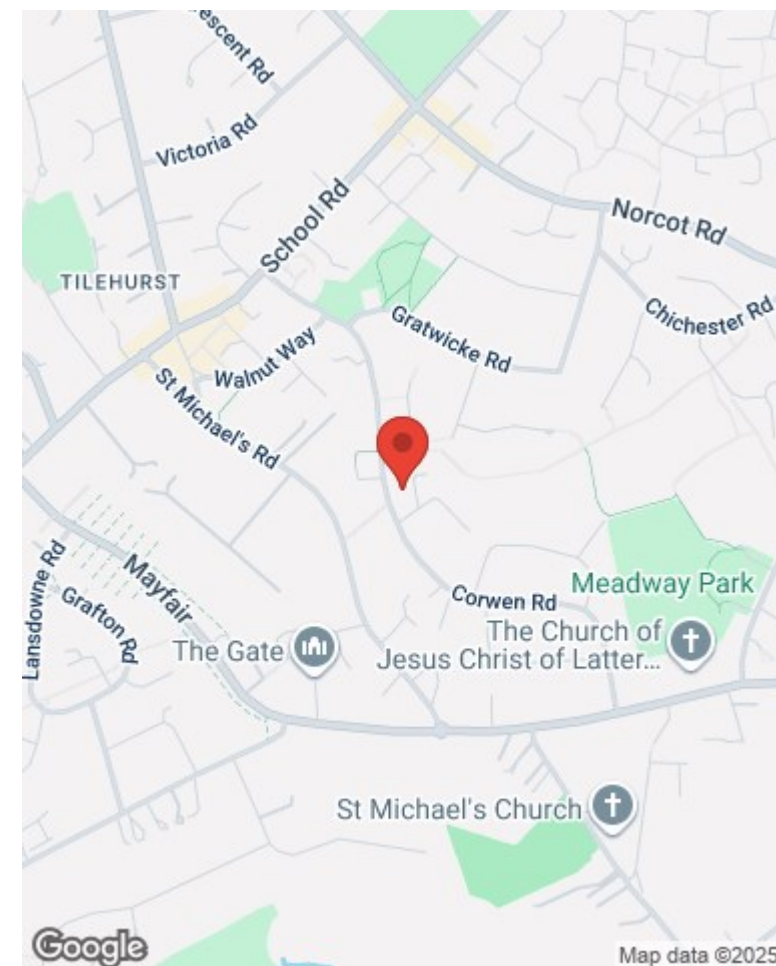 escent Rd
Victoria Rd
School Rd
Norcot Rd
TILEHURST
Chichester Rd
Gratwicke Rd
Walnut Way
St Michael's Rd
Mayfair
Lansdowne Rd
Grafton Rd
Corwen Rd
Meadway Park
The Gate
The Church of
Jesus Christ of Latter...
St Michael's Church
Google
Map data ©2025